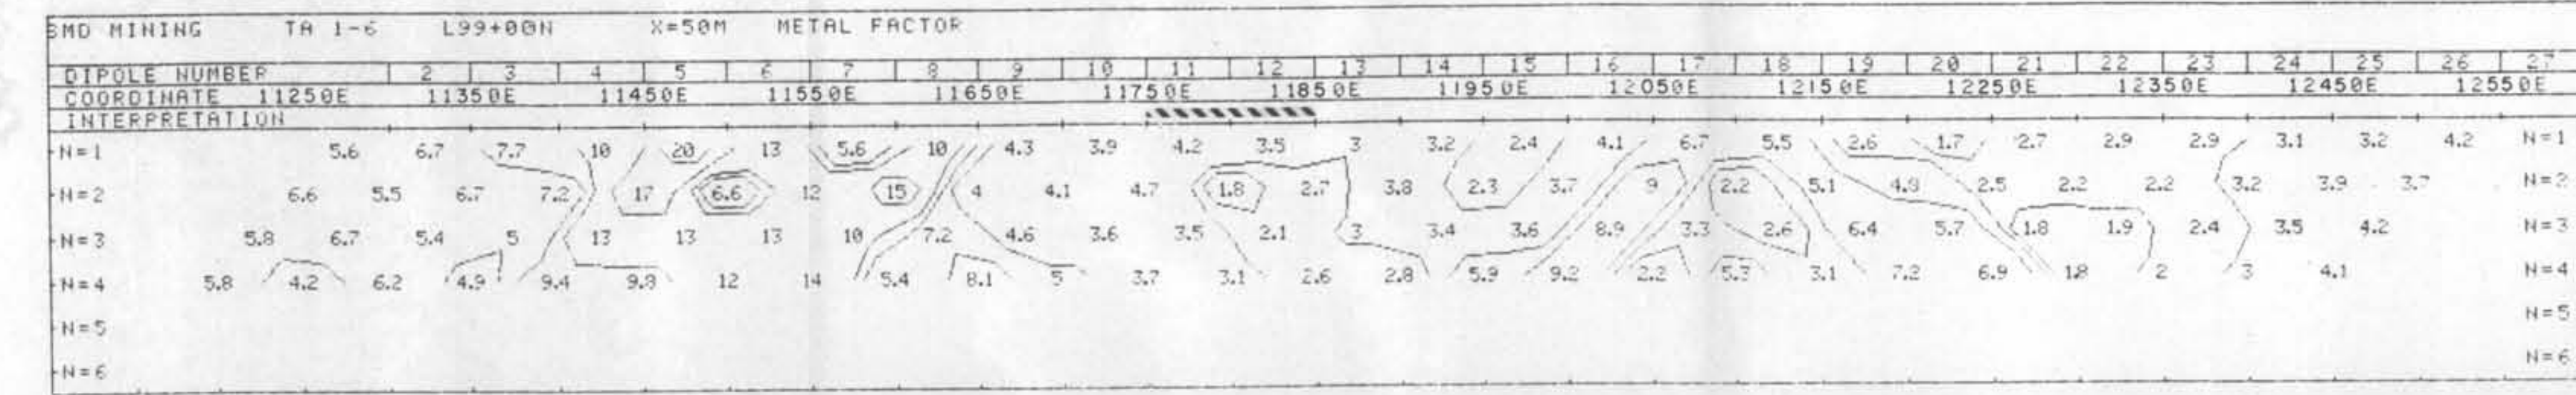 SMD MINING TA 1-6 L99+00N X=50M METAL FACTOR
DIPOLE NUMBER 2 3 4 5 6 7 8 9 10 11 12 13 14 15 16 17 18 19 20 21 22 23 24 25 26 27
COORDINATE 11250E 11350E 11450E 11550E 11650E 11750E 11850E 11950E 12050E 12150E 12250E 12350E 12450E 12550E
INTERPRETATION
N=1 5.6 6.7 7.7 10 20 13 5.6 10 4.3 3.9 4.2 3.5 3 3.2 2.4 4.1 6.7 5.5 2.6 1.7 2.7 2.9 2.9 3.1 3.2 4.2 N=1
N=2 6.6 5.5 6.7 7.2 17 6.6 12 15 4 4.1 4.7 1.8 2.7 3.8 2.3 3.7 9 2.2 5.1 4.8 2.5 2.2 2.2 3.2 3.9 3.7 N=2
N=3 5.8 6.7 5.4 5 13 13 13 10 7.2 4.6 3.6 3.5 2.1 3 3.4 3.6 8.9 3.3 2.6 6.4 5.7 1.8 1.9 2.4 3.5 4.2 N=3
N=4 5.8 4.2 6.2 4.9 9.4 9.8 12 14 5.4 8.1 5 3.7 3.1 2.6 2.8 5.9 9.2 2.2 5.3 3.1 7.2 6.9 1.8 2 3 4.1 N=4
N=5 N=5
N=6 N=6